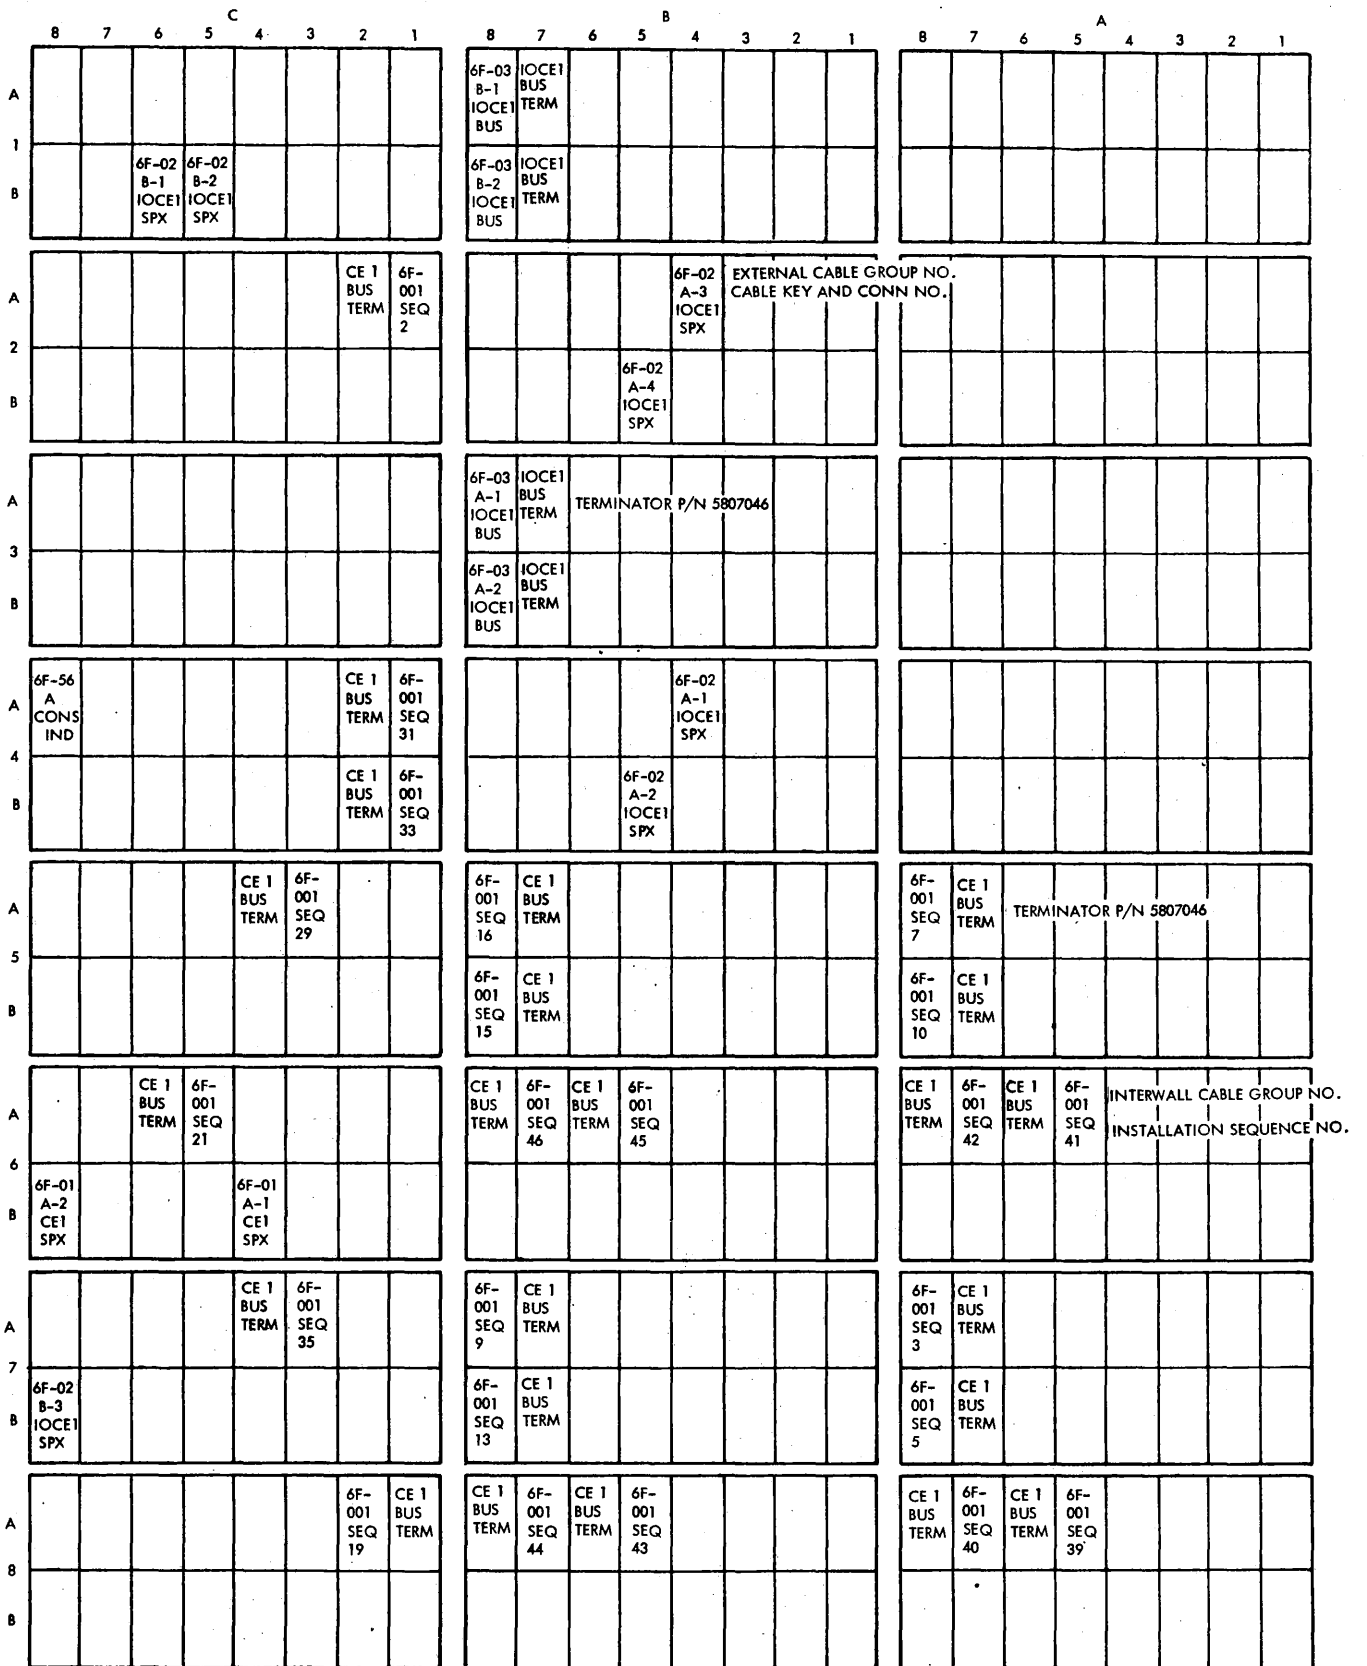 C B A
8 7 6 5 4 3 2 1 8 7 6 5 4 3 2 1 8 7 6 5 4 3 2 1
A
1
B
6F-03 B-1 IOCE1 BUS
IOCE1 BUS TERM
6F-02 B-1 IOCE1 SPX
6F-02 B-2 IOCE1 SPX
6F-03 B-2 IOCE1 BUS
IOCE1 BUS TERM
A
2
B
CE 1 BUS TERM
6F-001 SEQ 2
6F-02 A-3 IOCE1 SPX
EXTERNAL CABLE GROUP NO.
CABLE KEY AND CONN NO.
6F-02 A-4 IOCE1 SPX
A
3
B
6F-03 A-1 IOCE1 BUS
IOCE1 BUS TERM
TERMINATOR P/N 5807046
6F-03 A-2 IOCE1 BUS
IOCE1 BUS TERM
A
4
B
6F-56 A CONS IND
CE 1 BUS TERM
6F-001 SEQ 31
6F-02 A-1 IOCE1 SPX
CE 1 BUS TERM
6F-001 SEQ 33
6F-02 A-2 IOCE1 SPX
A
5
B
CE 1 BUS TERM
6F-001 SEQ 29
6F-001 SEQ 16
CE 1 BUS TERM
6F-001 SEQ 7
CE 1 BUS TERM
TERMINATOR P/N 5807046
6F-001 SEQ 15
CE 1 BUS TERM
6F-001 SEQ 10
CE 1 BUS TERM
A
6
B
CE 1 BUS TERM
6F-001 SEQ 21
CE 1 BUS TERM
6F-001 SEQ 46
CE 1 BUS TERM
6F-001 SEQ 45
CE 1 BUS TERM
6F-001 SEQ 42
CE 1 BUS TERM
6F-001 SEQ 41
INTERWALL CABLE GROUP NO.
INSTALLATION SEQUENCE NO.
6F-01 A-2 CE1 SPX
6F-01 A-1 CE1 SPX
A
7
B
CE 1 BUS TERM
6F-001 SEQ 35
6F-001 SEQ 9
CE 1 BUS TERM
6F-001 SEQ 3
CE 1 BUS TERM
6F-02 B-3 IOCE1 SPX
6F-001 SEQ 13
CE 1 BUS TERM
6F-001 SEQ 5
CE 1 BUS TERM
A
8
B
6F-001 SEQ 19
CE 1 BUS TERM
CE 1 BUS TERM
6F-001 SEQ 44
CE 1 BUS TERM
6F-001 SEQ 43
CE 1 BUS TERM
6F-001 SEQ 40
CE 1 BUS TERM
6F-001 SEQ 39